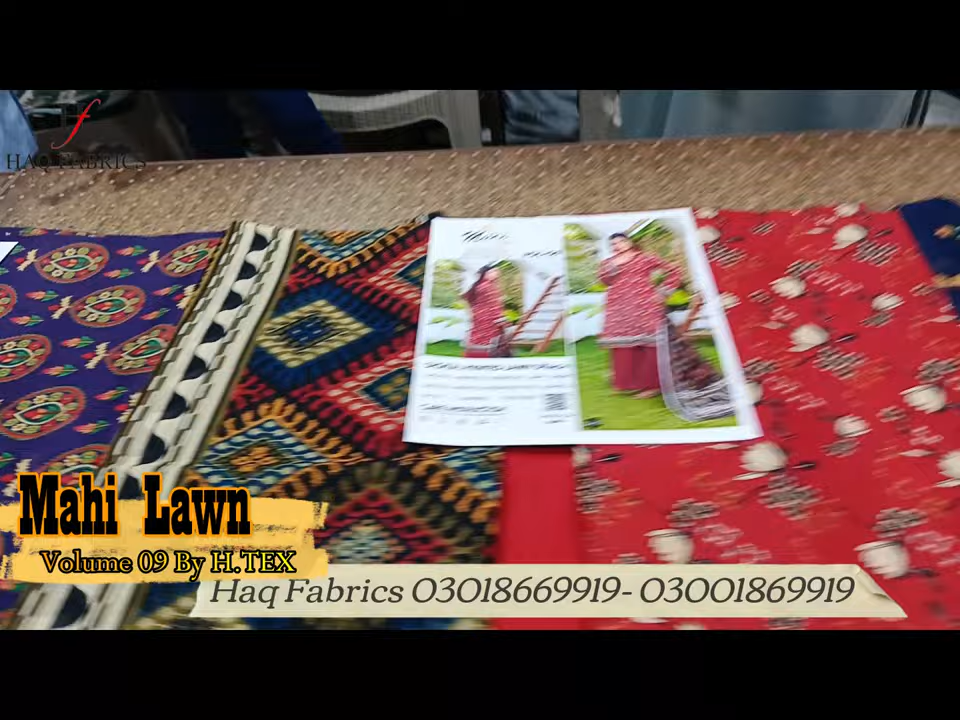 HAQ FABRICS
Mahi Lawn
Volume 09 By H.TEX
Haq Fabrics 03018669919- 03001869919